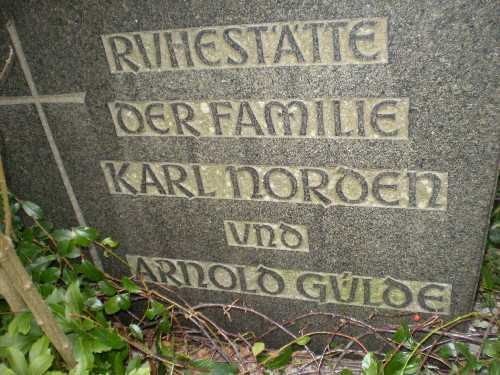 RUHESTÄTTE
DER FAMILIE
KARL NORDEN
UND
ARNOLD GÜLDE